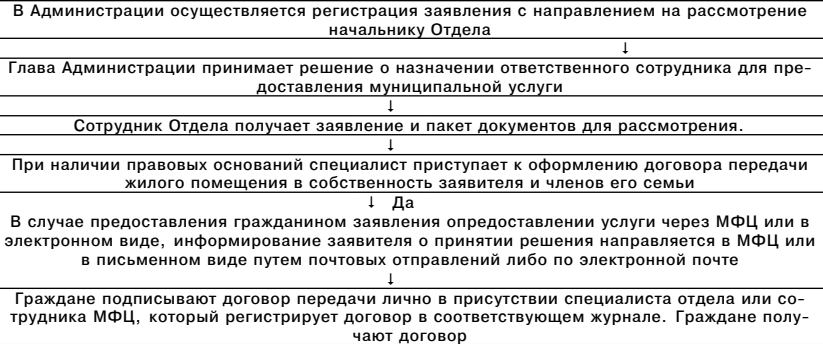 В Администрации осуществляется регистрация заявления с направлением на рассмотрение
начальнику Отдела
↓
Глава Администрации принимает решение о назначении ответственного сотрудника для пре-
доставления муниципальной услуги
↓
Сотрудник Отдела получает заявление и пакет документов для рассмотрения.
↓
При наличии правовых оснований специалист приступает к оформлению договора передачи
жилого помещения в собственность заявителя и членов его семьи
↓ Да
В случае предоставления гражданином заявления опредоставлении услуги через МФЦ или в
электронном виде, информирование заявителя о принятии решения направляется в МФЦ или
в письменном виде путем почтовых отправлений либо по электронной почте
↓
Граждане подписывают договор передачи лично в присутствии специалиста отдела или со-
трудника МФЦ, который регистрирует договор в соответствующем журнале. Граждане полу-
чают договор